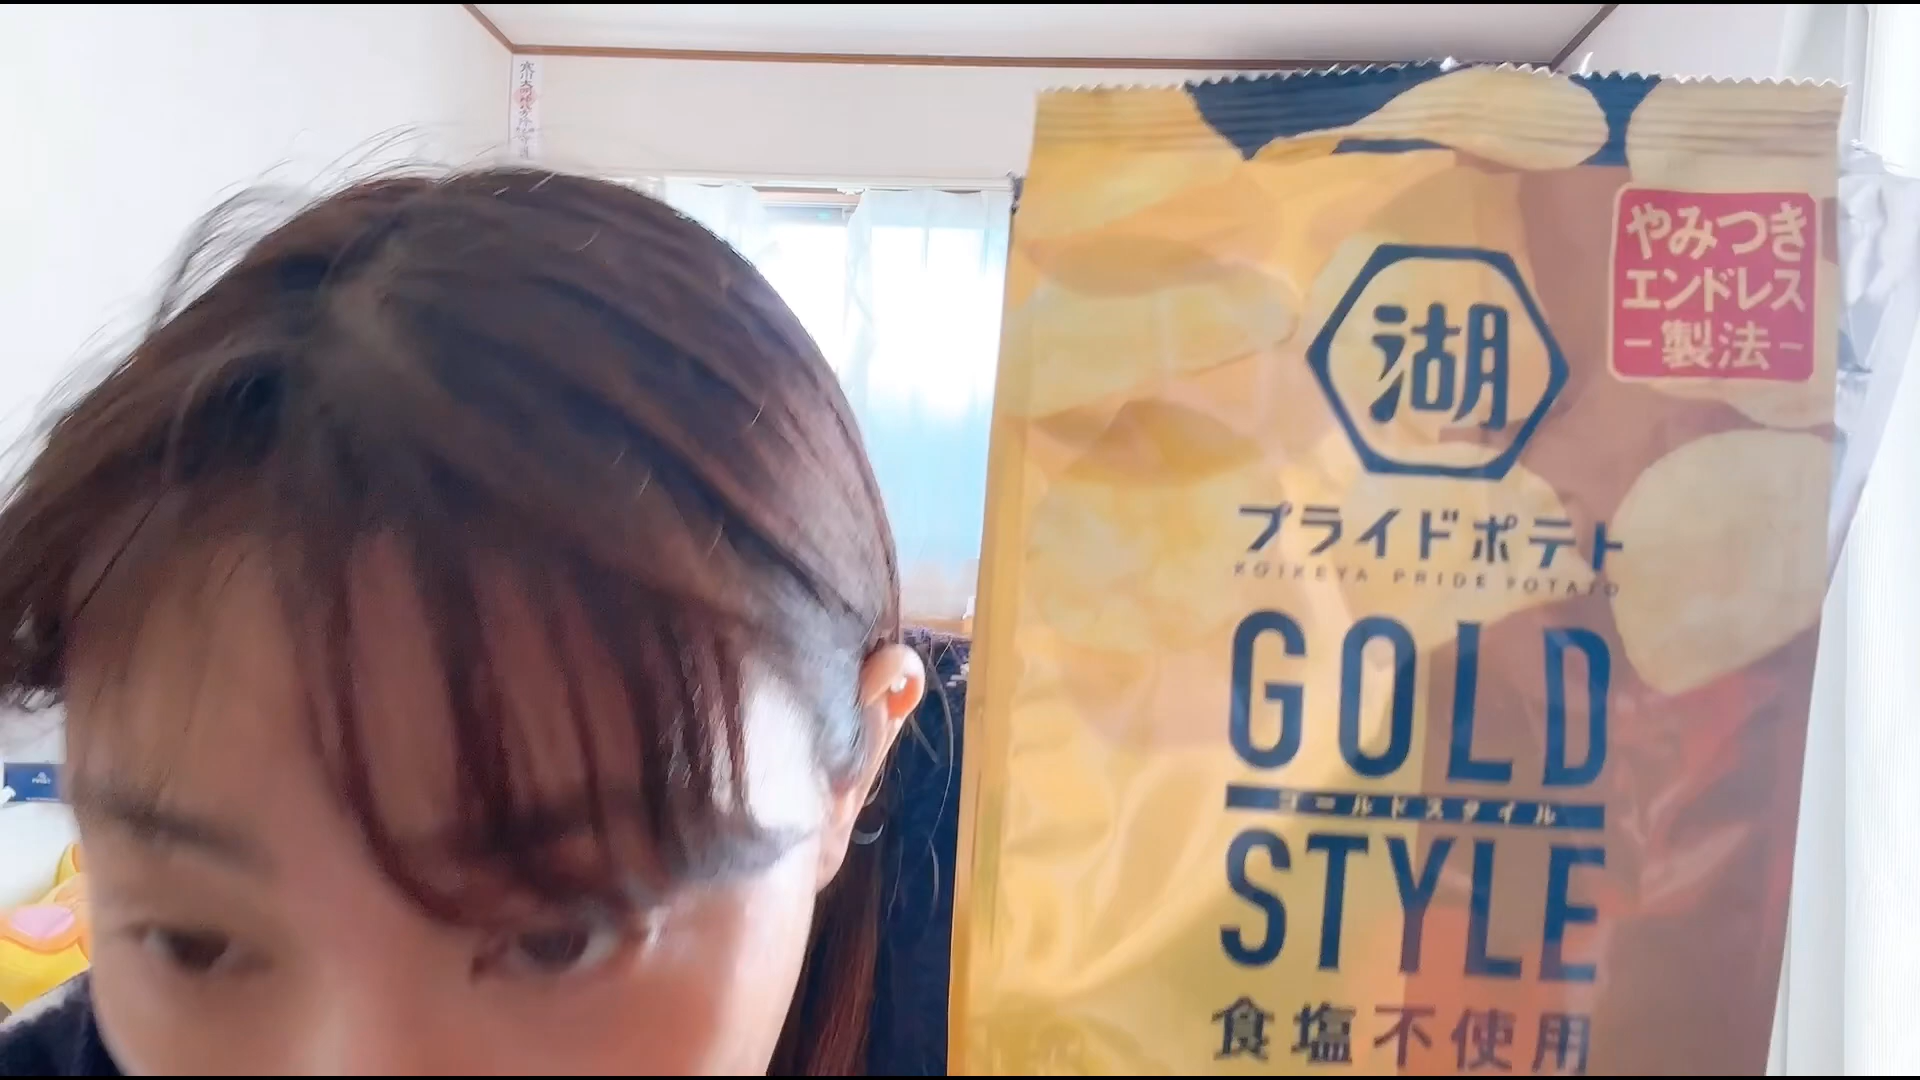 やみつき
エンドレス
－製法－
湖
プライドポテト
KOIKEYA PRIDE POTATO
GOLD
ゴールドスタイル
STYLE
食塩不使用